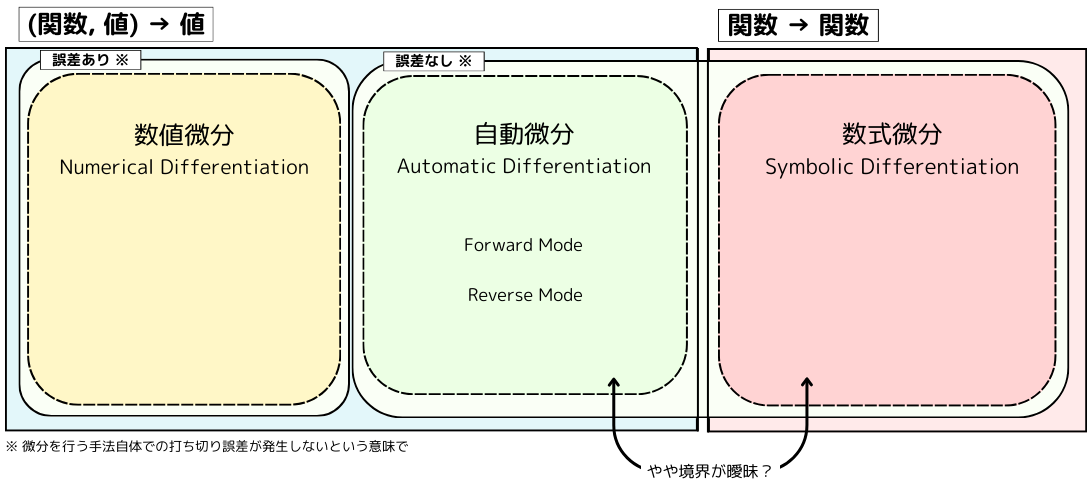 (関数, 値) → 値
関数 → 関数
誤差あり ※
誤差なし ※
数値微分
Numerical Differentiation
自動微分
Automatic Differentiation
Forward Mode
Reverse Mode
数式微分
Symbolic Differentiation
※ 微分を行う手法自体での打ち切り誤差が発生しないという意味で
やや境界が曖昧？